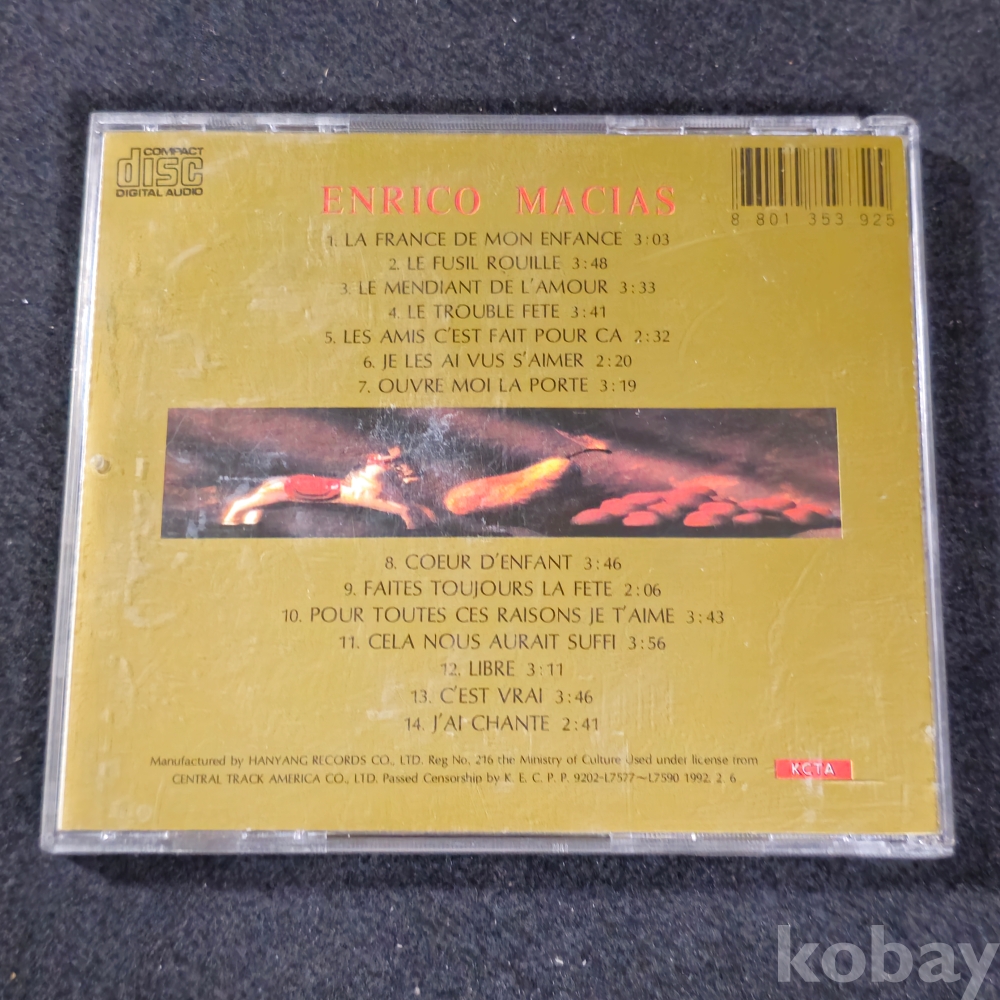 COMPACT
disc
DIGITAL AUDIO
ENRICO MACIAS
8 801353 925
1. LA FRANCE DE MON ENFANCE 3:03
2. LE FUSIL ROUILLE 3:48
3. LE MENDIANT DE L'AMOUR 3:33
4. LE TROUBLE FETE 3:41
5. LES AMIS C'EST FAIT POUR CA 2:32
6. JE LES AI VUS S'AIMER 2:20
7. OUVRE MOI LA PORTE 3:19
8. COEUR D'ENFANT 3:46
9. FAITES TOUJOURS LA FETE 2:06
10. POUR TOUTES CES RAISONS JE T'AIME 3:43
11. CELA NOUS AURAIT SUFFI 3:56
12. LIBRE 3:11
13. C'EST VRAI 3:46
14. J'AI CHANTE 2:41
Manufactured by HANYANG RECORDS CO., LTD. Reg No, 216 the Ministry of Culture Used under license from
CENTRAL TRACK AMERICA CO., LTD. Passed Censorship by K. E. C. P. P. 9202-L7577~L7590 1992. 2. 6
KCTA
kobay